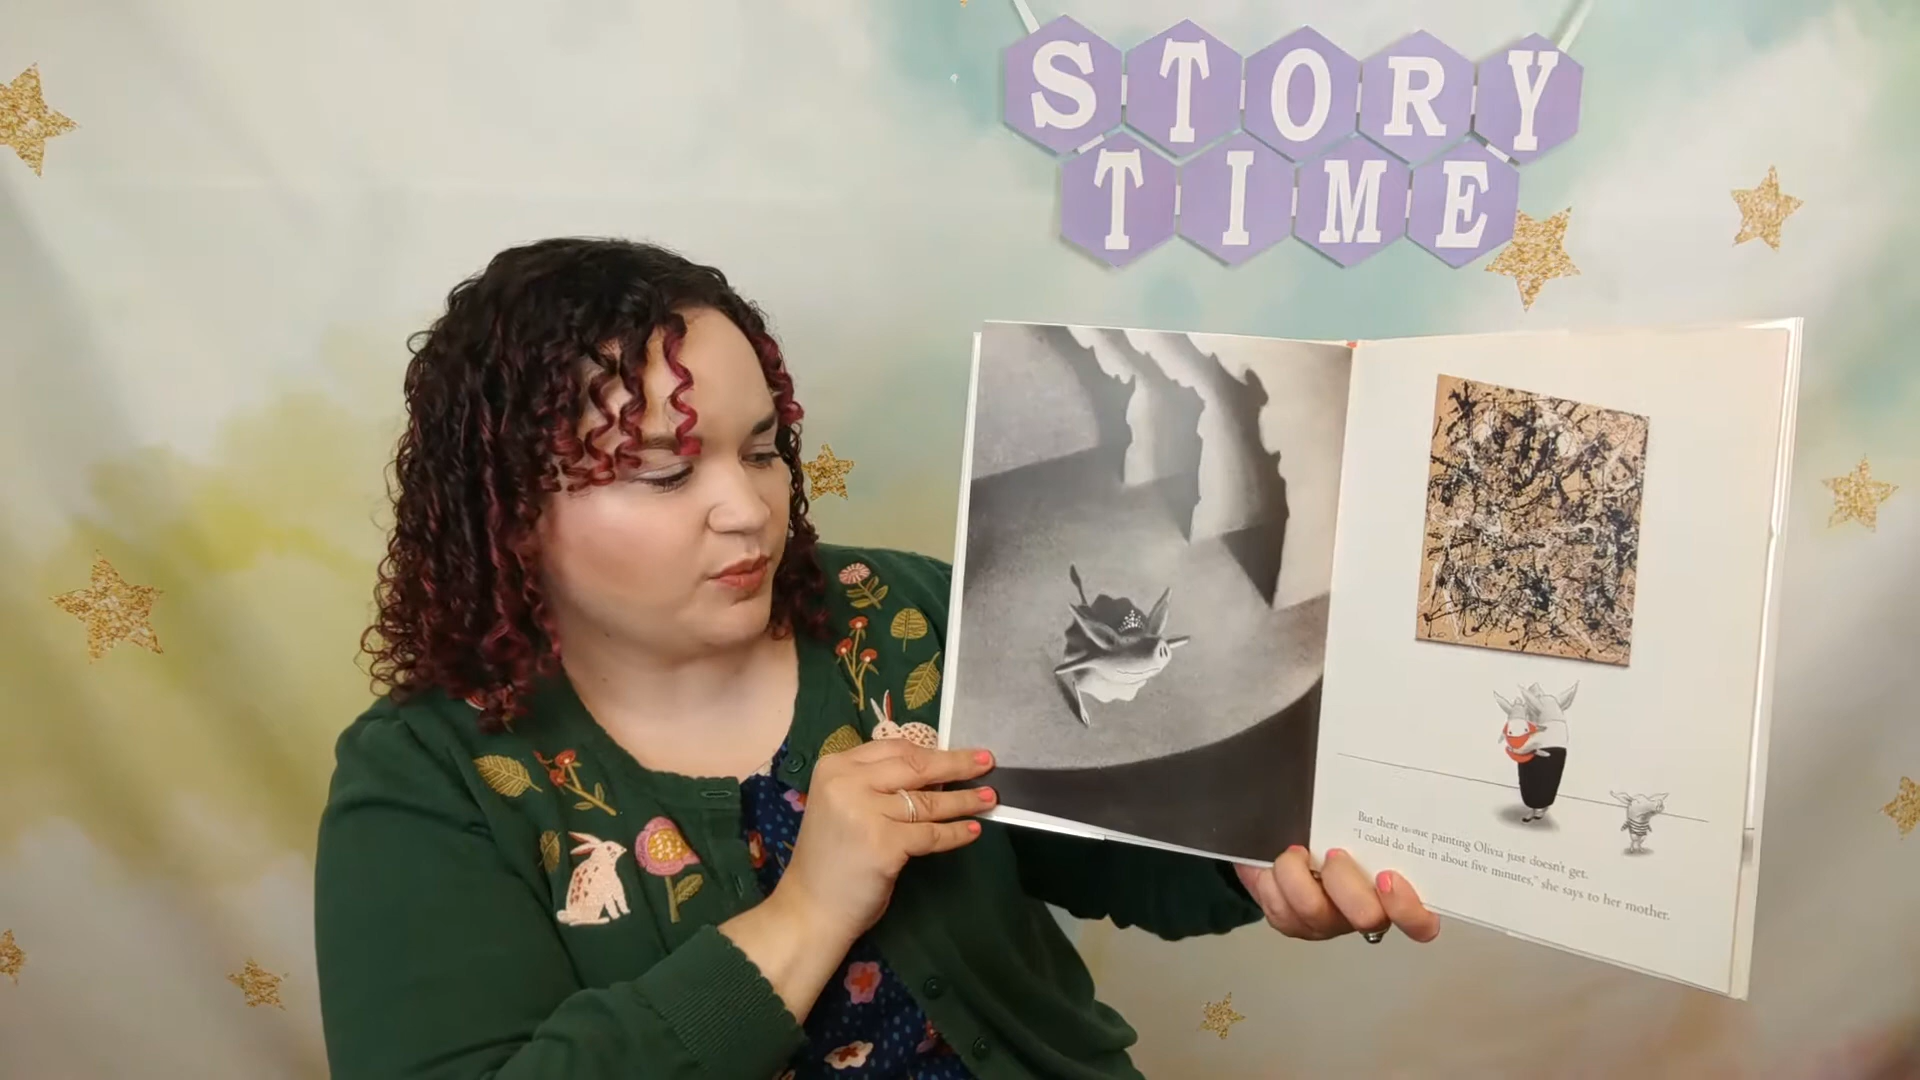 STORY
TIME
But there is one painting Olivia just doesn't get.
"I could do that in about five minutes," she says to her mother.